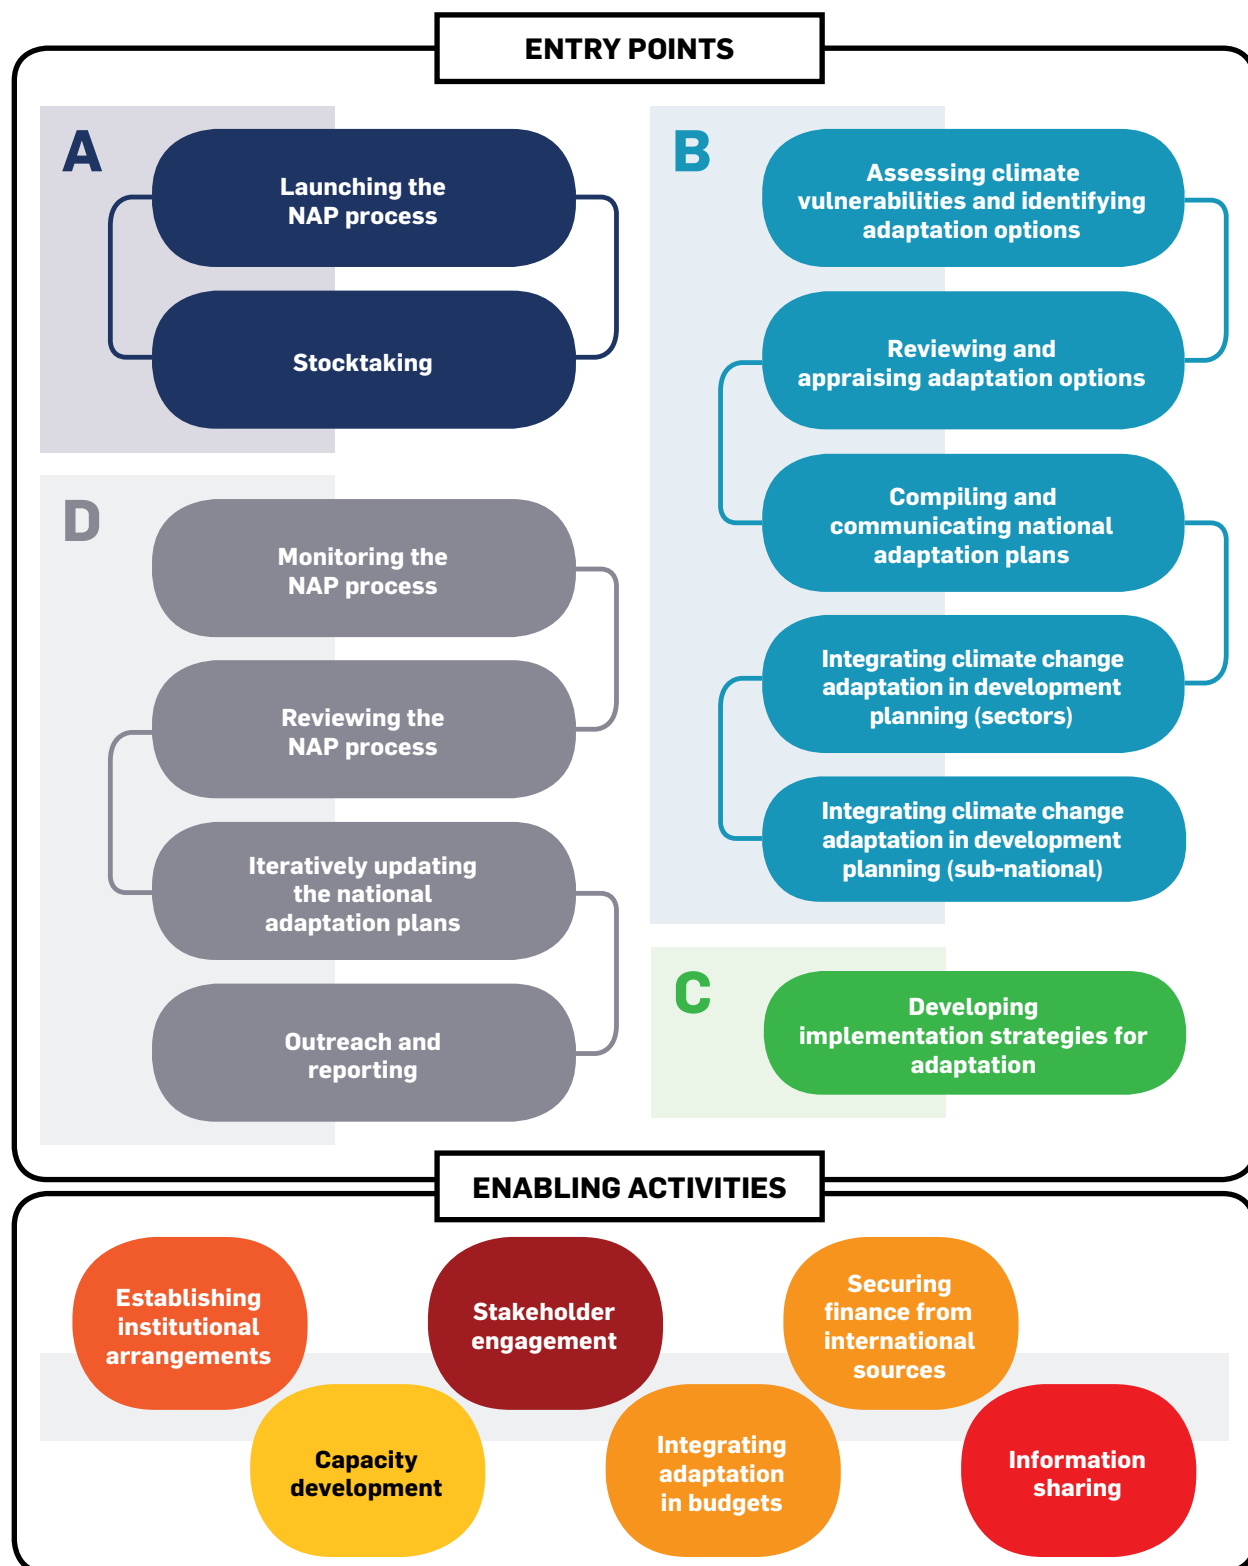 ENTRY POINTS
A
Launching the
NAP process
Stocktaking
B
Assessing climate
vulnerabilities and identifying
adaptation options
Reviewing and
appraising adaptation options
Compiling and
communicating national
adaptation plans
Integrating climate change
adaptation in development
planning (sectors)
Integrating climate change
adaptation in development
planning (sub-national)
C
Developing
implementation strategies for
adaptation
D
Monitoring the
NAP process
Reviewing the
NAP process
Iteratively updating
the national
adaptation plans
Outreach and
reporting
ENABLING ACTIVITIES
Establishing
institutional
arrangements
Capacity
development
Stakeholder
engagement
Integrating
adaptation
in budgets
Securing
finance from
international
sources
Information
sharing